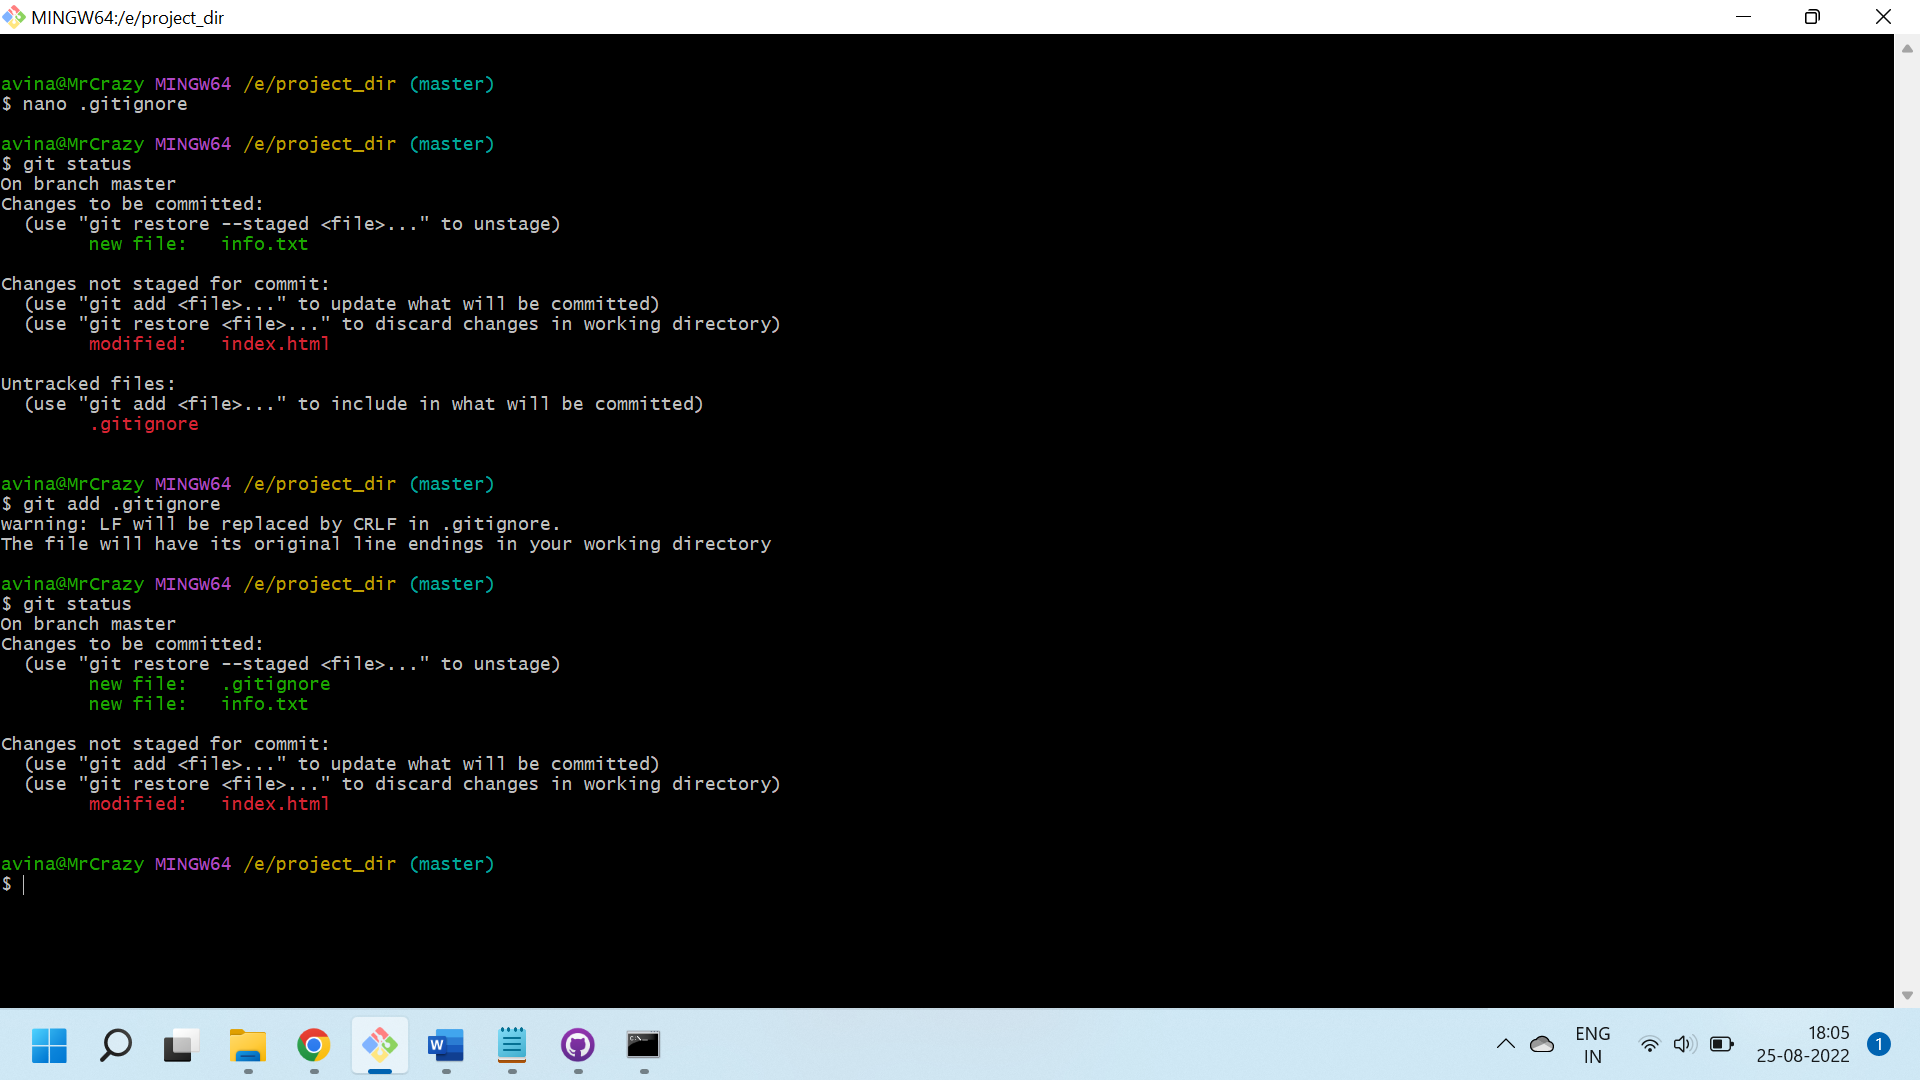 MINGW64:/e/project_dir
avina@MrCrazy MINGW64 /e/project_dir (master)
$ nano .gitignore
avina@MrCrazy MINGW64 /e/project_dir (master)
$ git status
On branch master
Changes to be committed:
  (use "git restore --staged <file>..." to unstage)
        new file:   info.txt
Changes not staged for commit:
  (use "git add <file>..." to update what will be committed)
  (use "git restore <file>..." to discard changes in working directory)
        modified:   index.html
Untracked files:
  (use "git add <file>..." to include in what will be committed)
        .gitignore
avina@MrCrazy MINGW64 /e/project_dir (master)
$ git add .gitignore
warning: LF will be replaced by CRLF in .gitignore.
The file will have its original line endings in your working directory
avina@MrCrazy MINGW64 /e/project_dir (master)
$ git status
On branch master
Changes to be committed:
  (use "git restore --staged <file>..." to unstage)
        new file:   .gitignore
        new file:   info.txt
Changes not staged for commit:
  (use "git add <file>..." to update what will be committed)
  (use "git restore <file>..." to discard changes in working directory)
        modified:   index.html
avina@MrCrazy MINGW64 /e/project_dir (master)
$
W
C:\_
ENG
IN
18:05
25-08-2022
1